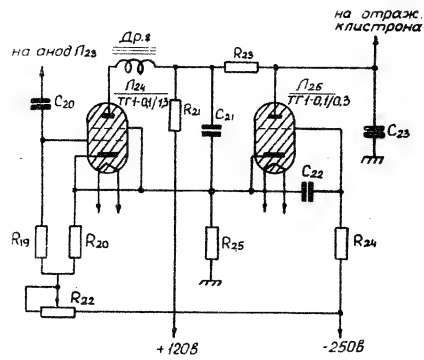 на отраж.
клистрона
на анод Л23
Др.8
R23
Л24
ТГ1-0,1/1,3
Л25
ТГ1-0,1/0,3
C20
R21
C21
C23
C22
R19
R20
R25
R24
R22
+120В
-250В